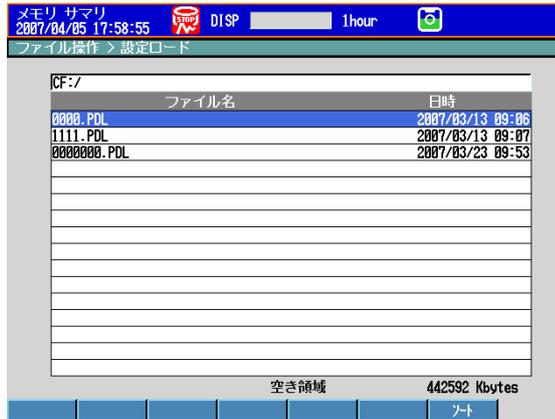 メモリ サマリ
2007/04/05 17:58:55
STOP
DISP
1hour
ファイル操作 > 設定ロード
CF:/
ファイル名 日時
0000.PDL 2007/03/13 09:06
1111.PDL 2007/03/13 09:07
0000000.PDL 2007/03/23 09:53
空き領域 442592 Kbytes
ソート